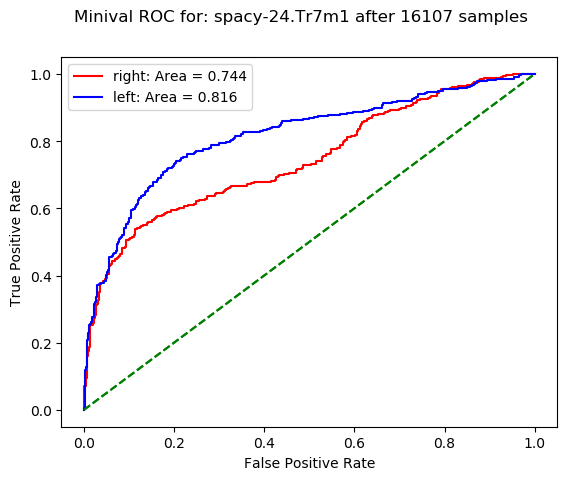 Minival ROC for: spacy-24.Tr7m1 after 16107 samples
right: Area = 0.744
left: Area = 0.816
1.0
0.8
0.6
0.4
0.2
0.0
True Positive Rate
0.0 0.2 0.4 0.6 0.8 1.0
False Positive Rate